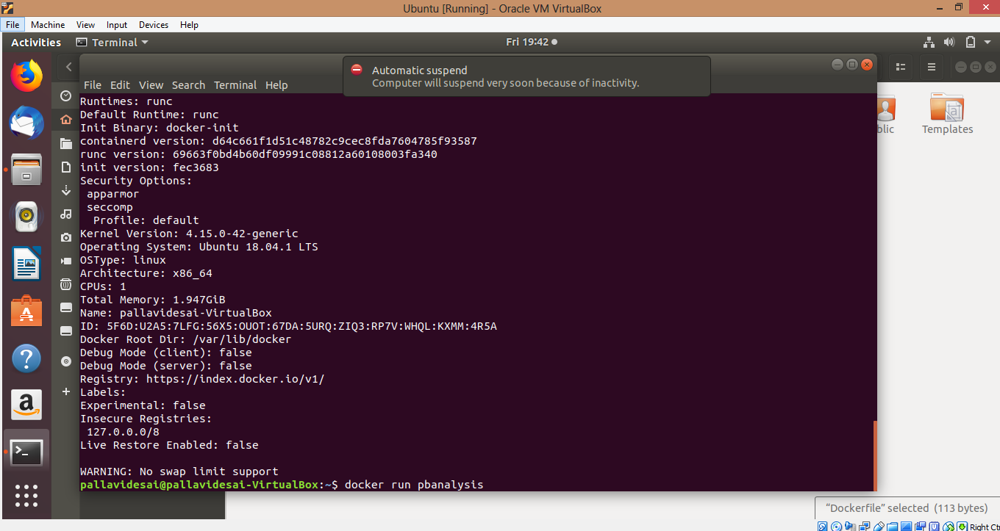 Ubuntu [Running] - Oracle VM VirtualBox
File Machine View Input Devices Help
Activities Terminal Fri 19:42
Automatic suspend
Computer will suspend very soon because of inactivity.
File Edit View Search Terminal Help
Runtimes: runc
Default Runtime: runc
Init Binary: docker-init
containerd version: d64c661f1d51c48782c9cec8fda7604785f93587
runc version: 69663f0bd4b60df09991c08812a60108003fa340
init version: fec3683
Security Options:
 apparmor
 seccomp
  Profile: default
Kernel Version: 4.15.0-42-generic
Operating System: Ubuntu 18.04.1 LTS
OSType: linux
Architecture: x86_64
CPUs: 1
Total Memory: 1.947GiB
Name: pallavidesai-VirtualBox
ID: 5F6D:U2A5:7LFG:56X5:OUOT:67DA:5URQ:ZIQ3:RP7V:WHQL:KXMM:4R5A
Docker Root Dir: /var/lib/docker
Debug Mode (client): false
Debug Mode (server): false
Registry: https://index.docker.io/v1/
Labels:
Experimental: false
Insecure Registries:
 127.0.0.0/8
Live Restore Enabled: false
WARNING: No swap limit support
pallavidesai@pallavidesai-VirtualBox:~$ docker run pbanalysis
blic Templates
“Dockerfile” selected (113 bytes)
Right Ct